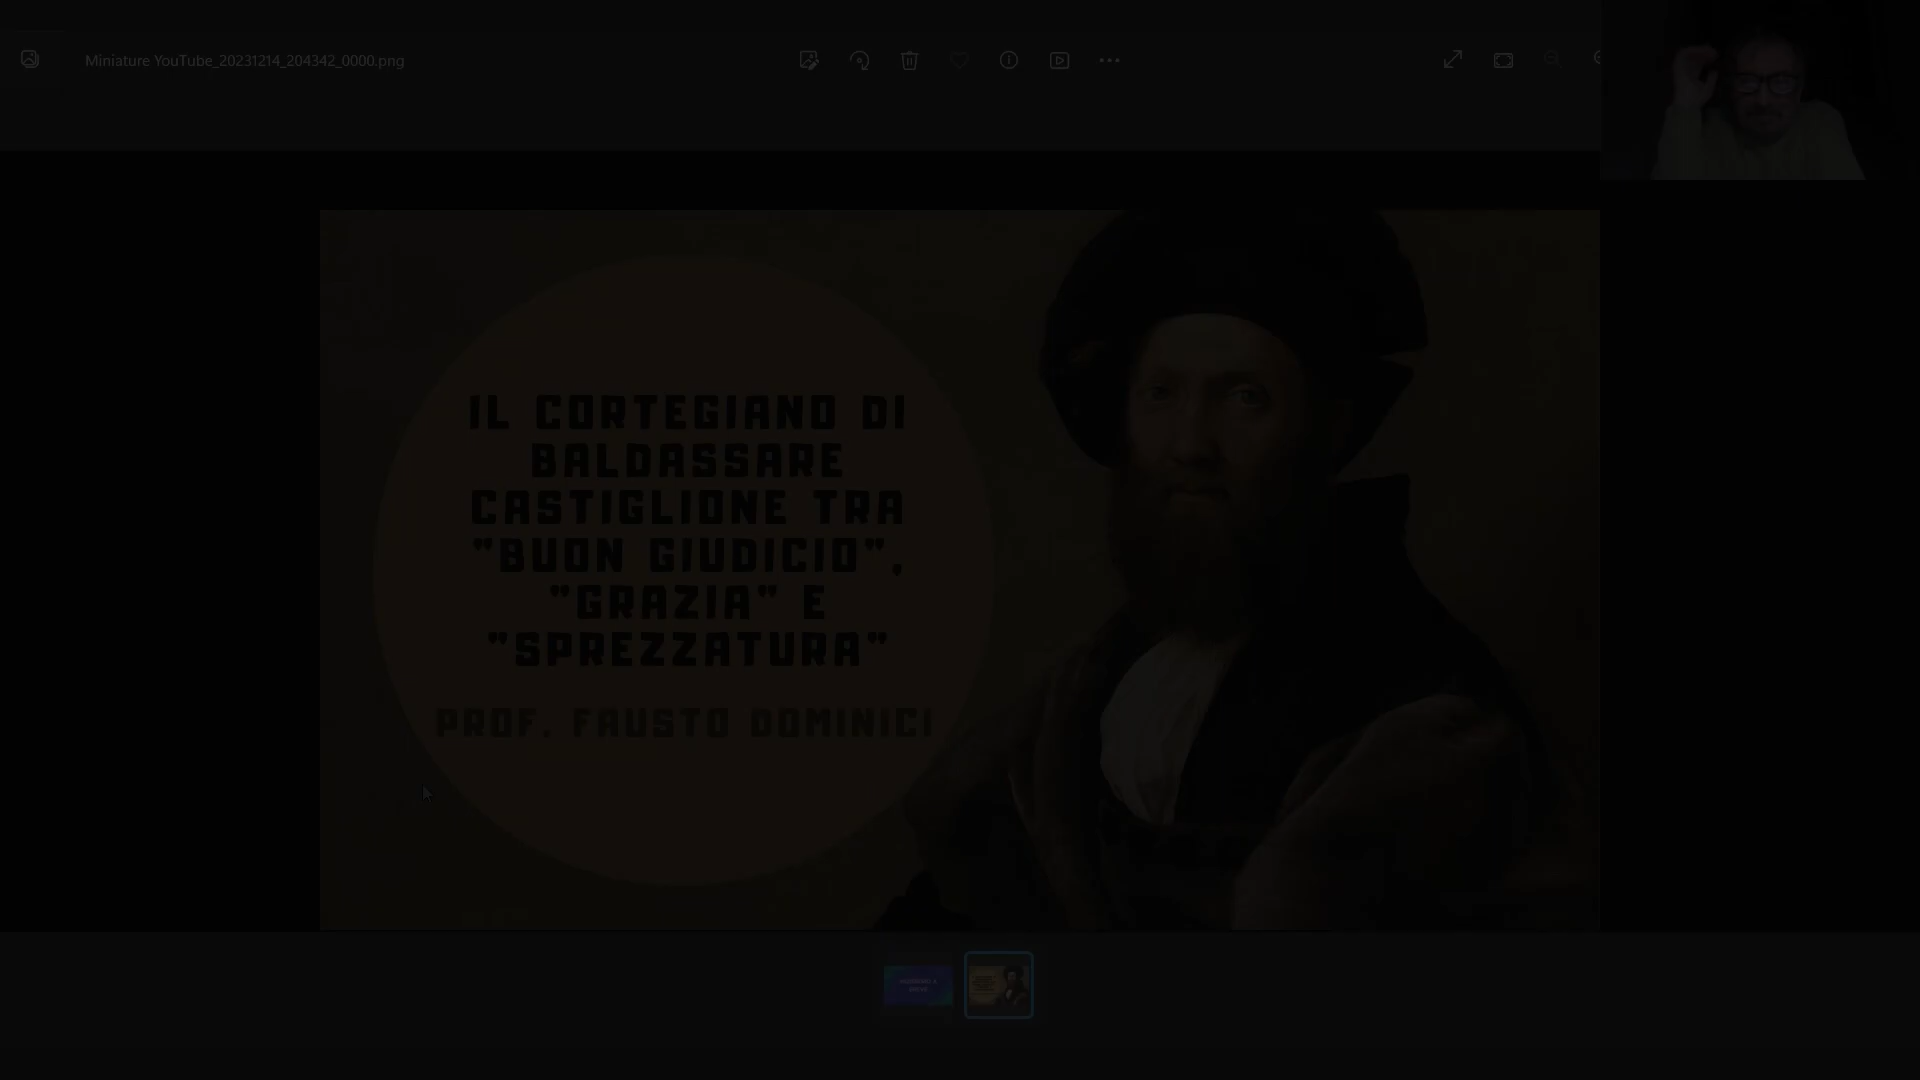 Miniature YouTube_20231214_204342_0000.png
IL CORTEGIANO DI
BALDASSARE
CASTIGLIONE TRA
"BUON GIUDICIO",
"GRAZIA" E
"SPREZZATURA"
PROF. FAUSTO DOMINICI